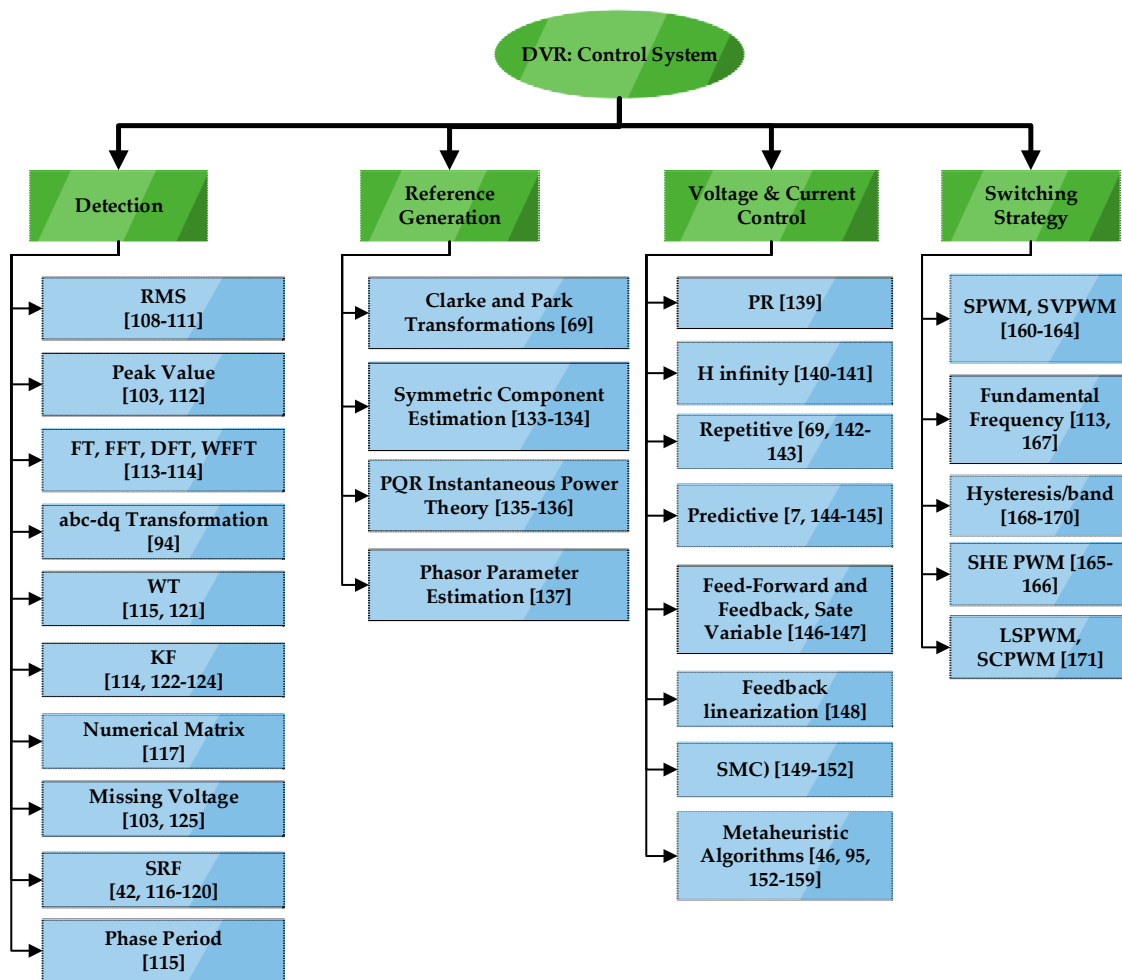 DVR: Control System
Detection
RMS
[108-111]
Peak Value
[103, 112]
FT, FFT, DFT, WFFT
[113-114]
abc-dq Transformation
[94]
WT
[115, 121]
KF
[114, 122-124]
Numerical Matrix
[117]
Missing Voltage
[103, 125]
SRF
[42, 116-120]
Phase Period
[115]
Reference
Generation
Clarke and Park
Transformations [69]
Symmetric Component
Estimation [133-134]
PQR Instantaneous Power
Theory [135-136]
Phasor Parameter
Estimation [137]
Voltage & Current
Control
PR [139]
H infinity [140-141]
Repetitive [69, 142-
143]
Predictive [7, 144-145]
Feed-Forward and
Feedback, Sate
Variable [146-147]
Feedback
linearization [148]
SMC) [149-152]
Metaheuristic
Algorithms [46, 95,
152-159]
Switching
Strategy
SPWM, SVPWM
[160-164]
Fundamental
Frequency [113,
167]
Hysteresis/band
[168-170]
SHE PWM [165-
166]
LSPWM,
SCPWM [171]